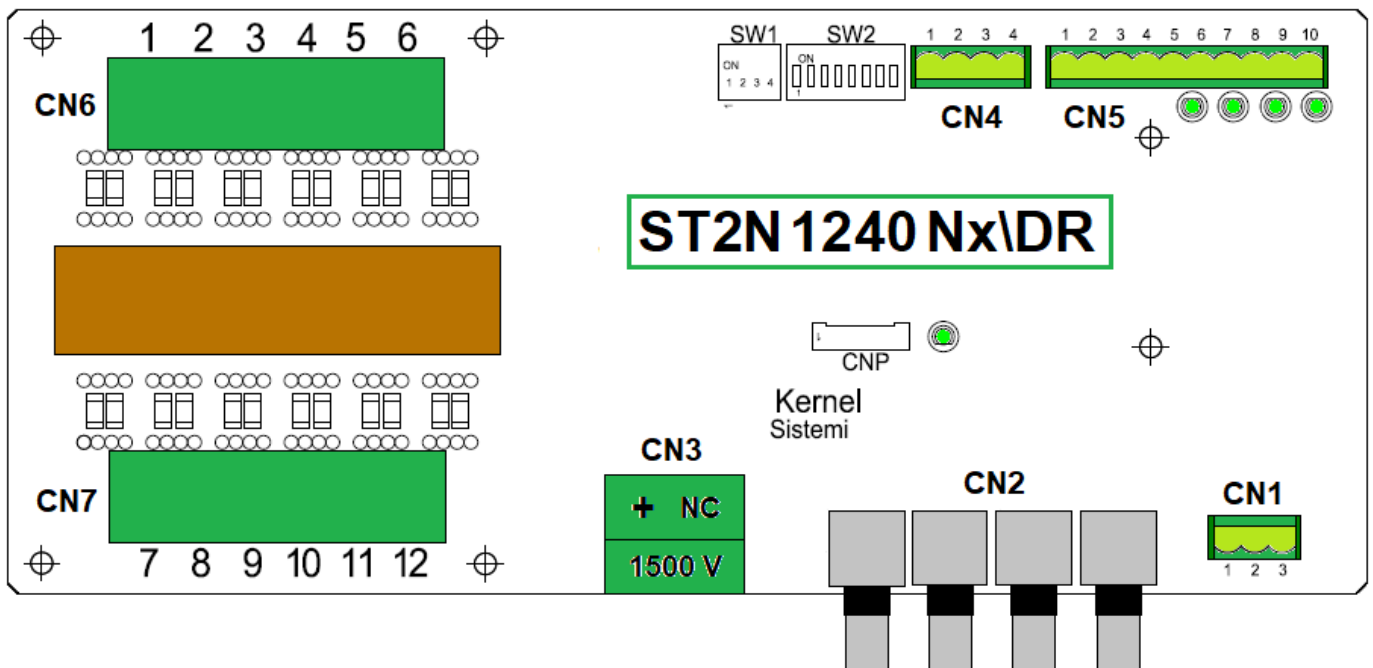 1 2 3 4 5 6
CN6
SW1
SW2
ON
1 2 3 4
ON
1
1 2 3 4
CN4
1 2 3 4 5 6 7 8 9 10
CN5
ST2N 1240 Nx\DR
1
CNP
Kernel
Sistemi
CN7
7 8 9 10 11 12
CN3
+ NC
1500 V
CN2
CN1
1 2 3